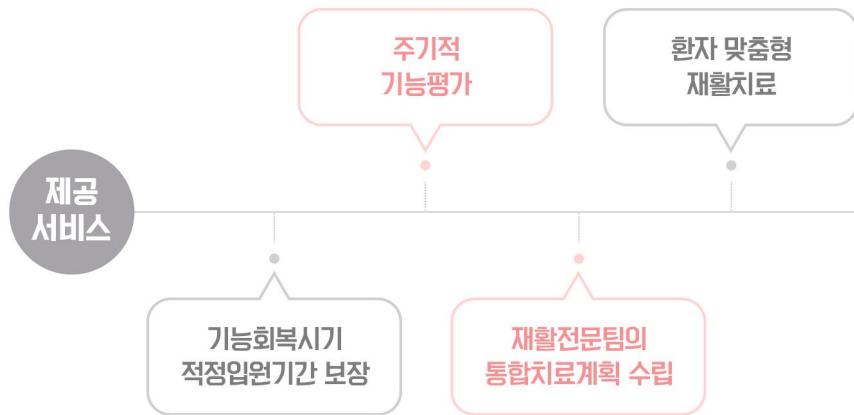 제공
서비스
기능회복시기
적정입원기간 보장
주기적
기능평가
재활전문팀의
통합치료계획 수립
환자 맞춤형
재활치료